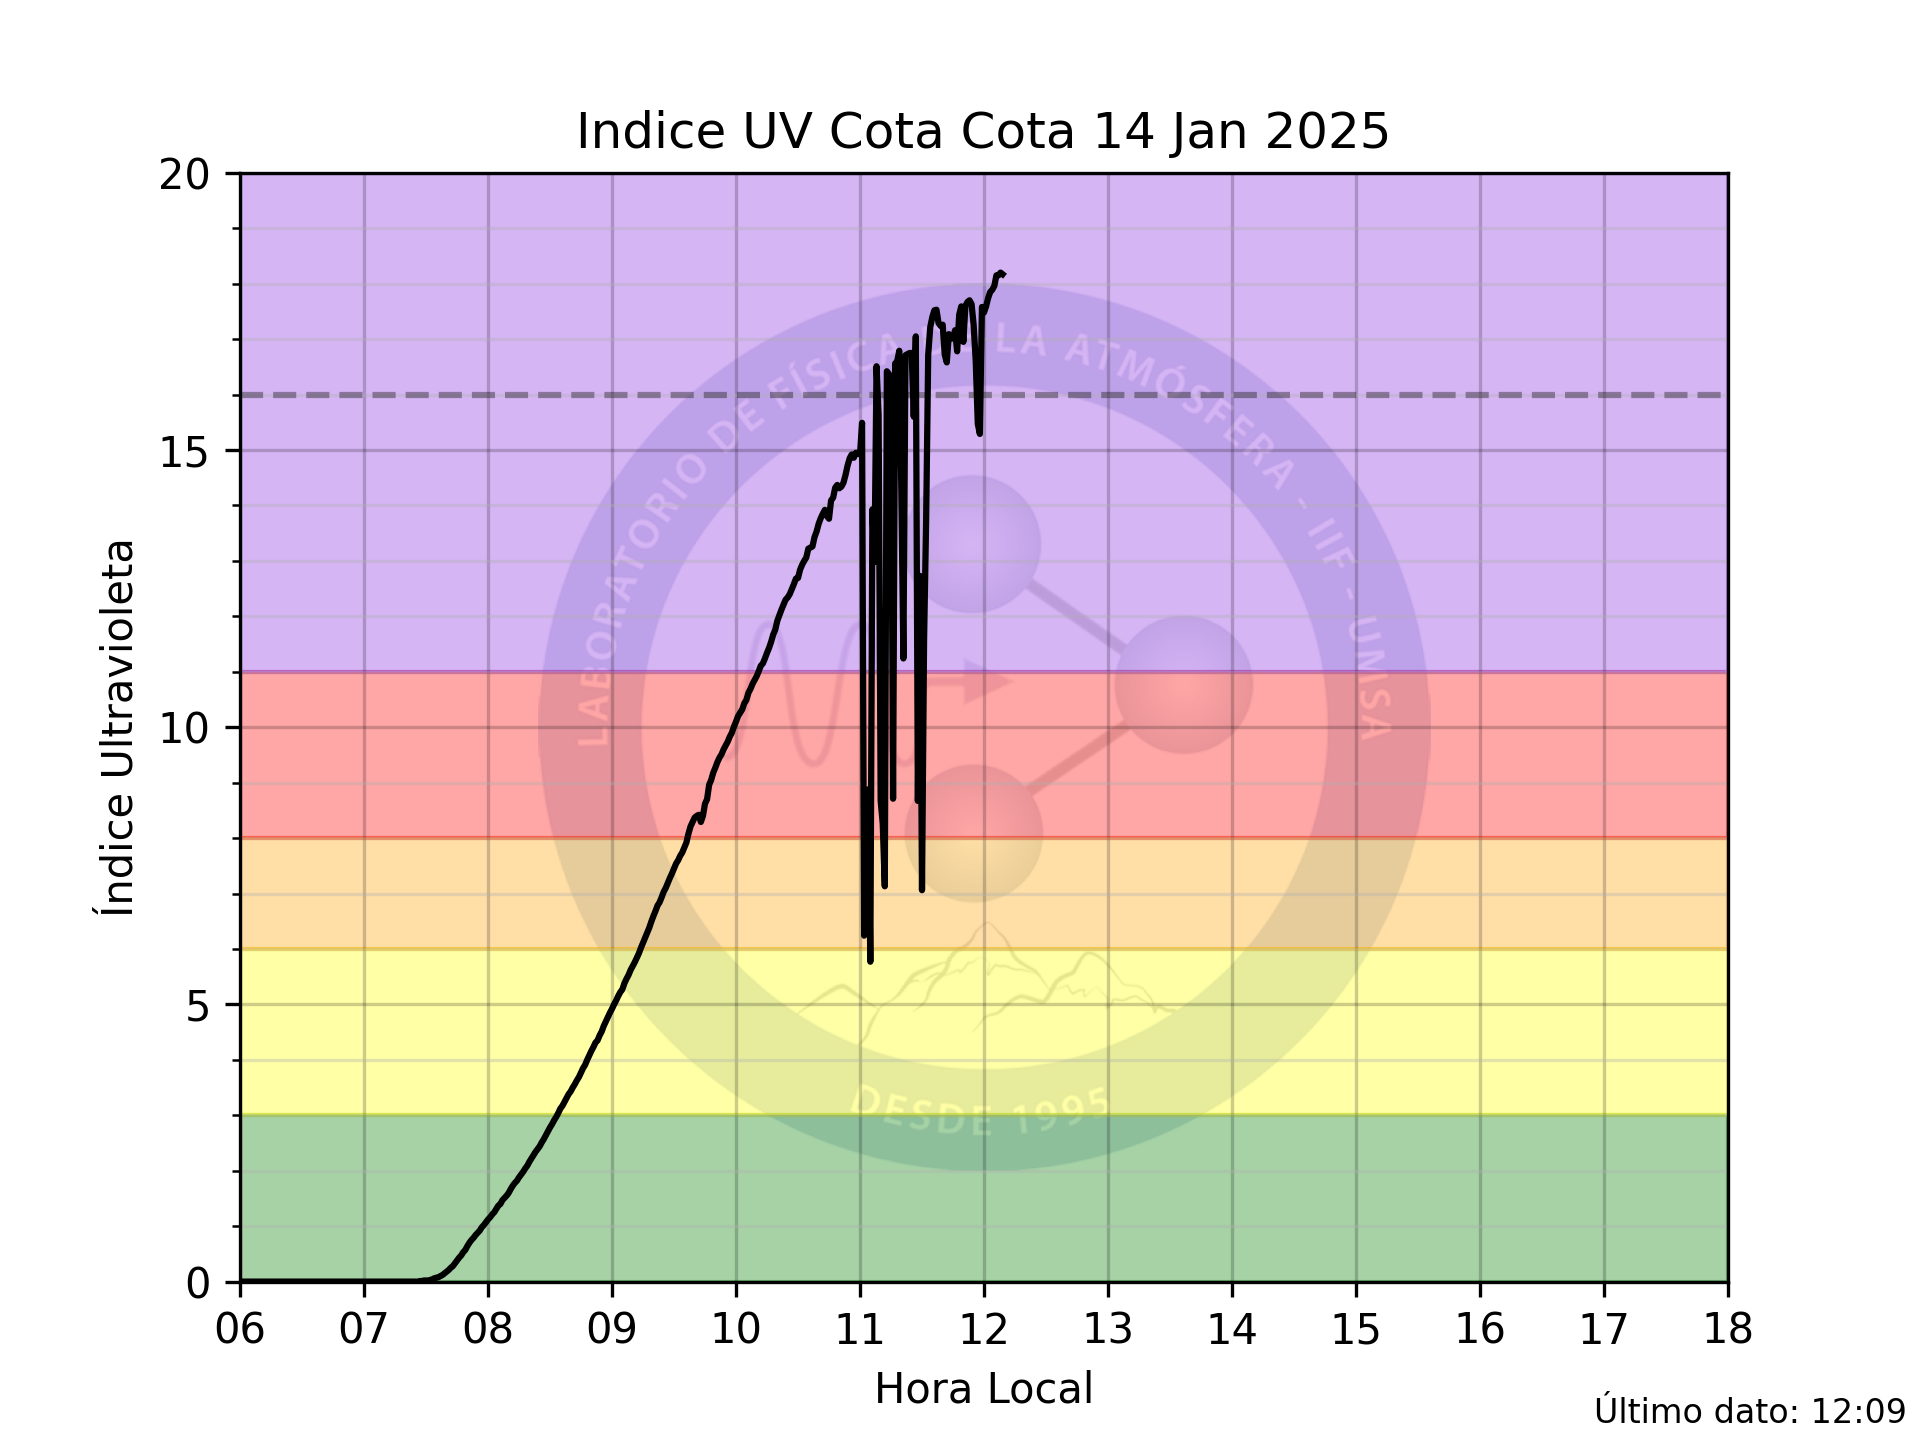 Indice UV Cota Cota 14 Jan 2025
20
15
10
5
0
Índice Ultravioleta
LABORATORIO DE FÍSICA DE LA ATMÓSFERA - IIF - UMSA
DESDE 1995
06 07 08 09 10 11 12 13 14 15 16 17 18
Hora Local
Último dato: 12:09